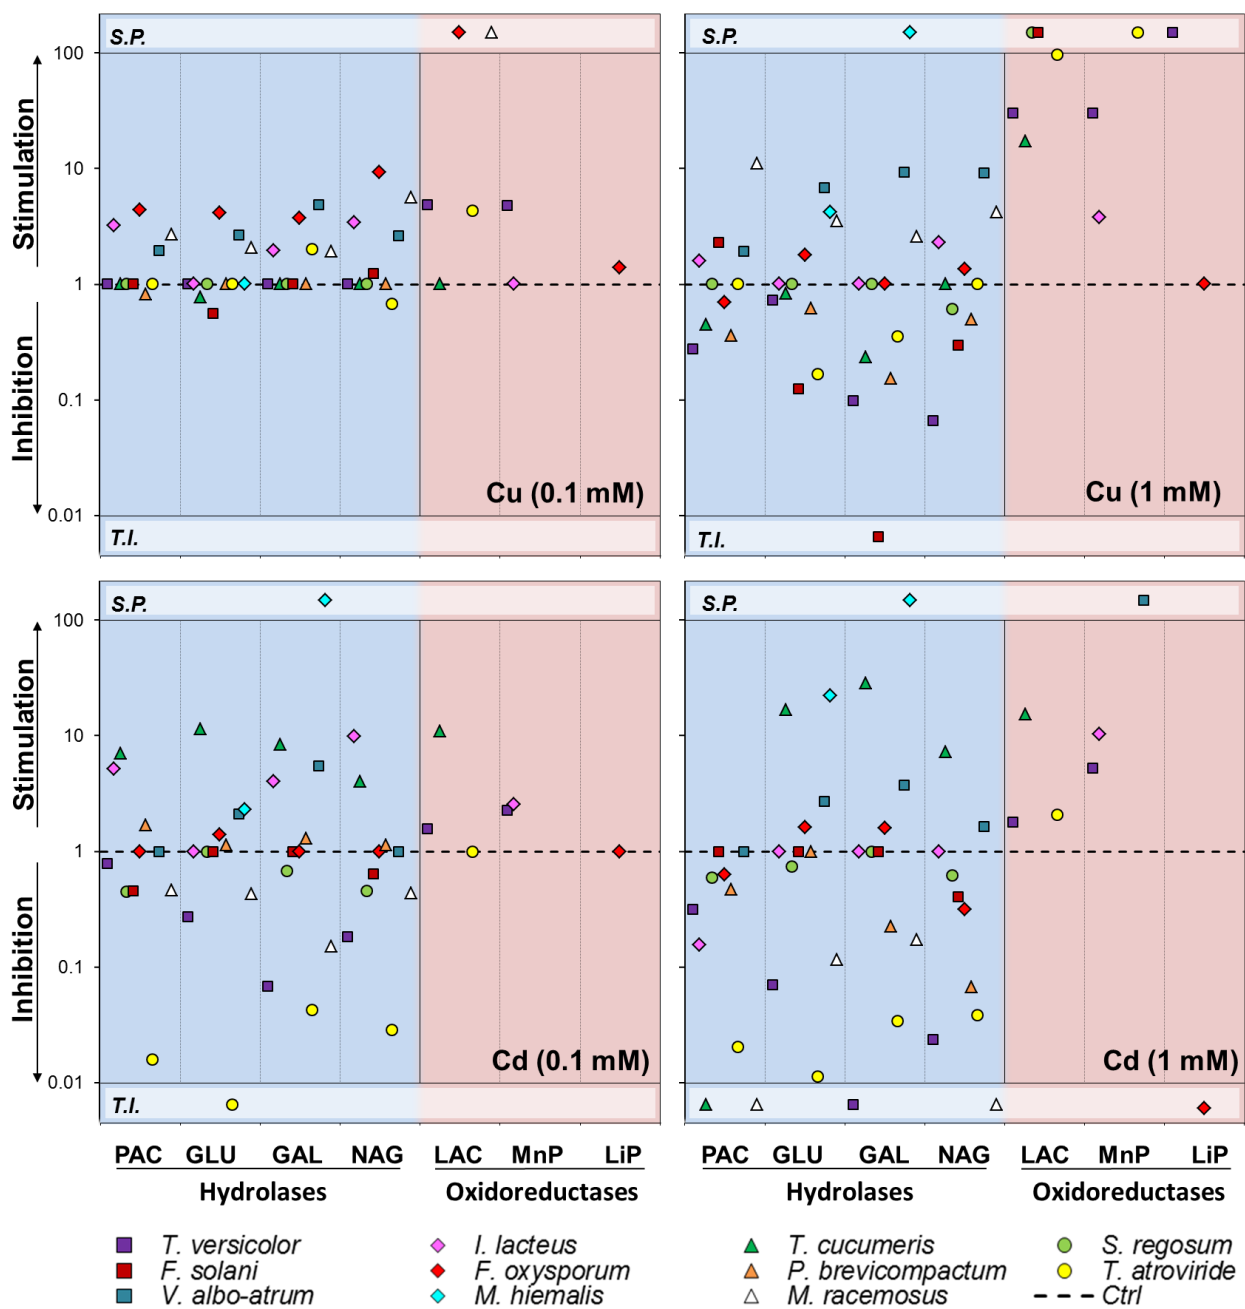 S.P.
S.P.
100
10
1
0.1
0.01
Stimulation
Inhibition
Cu (0.1 mM)
Cu (1 mM)
T.I.
T.I.
S.P.
S.P.
100
10
1
0.1
0.01
Stimulation
Inhibition
Cd (0.1 mM)
Cd (1 mM)
T.I.
PAC GLU GAL NAG LAC MnP LiP
PAC GLU GAL NAG LAC MnP LiP
Hydrolases Oxidoreductases
Hydrolases Oxidoreductases
T. versicolor I. lacteus T. cucumeris S. regosum
F. solani F. oxysporum P. brevicompactum T. atroviride
V. albo-atrum M. hiemalis M. racemosus Ctrl